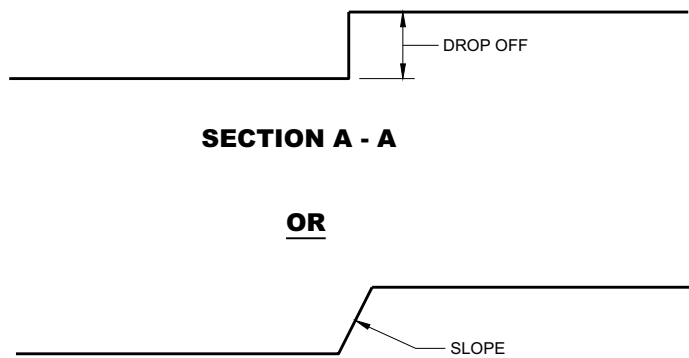 DROP OFF
SECTION A - A
OR
SLOPE